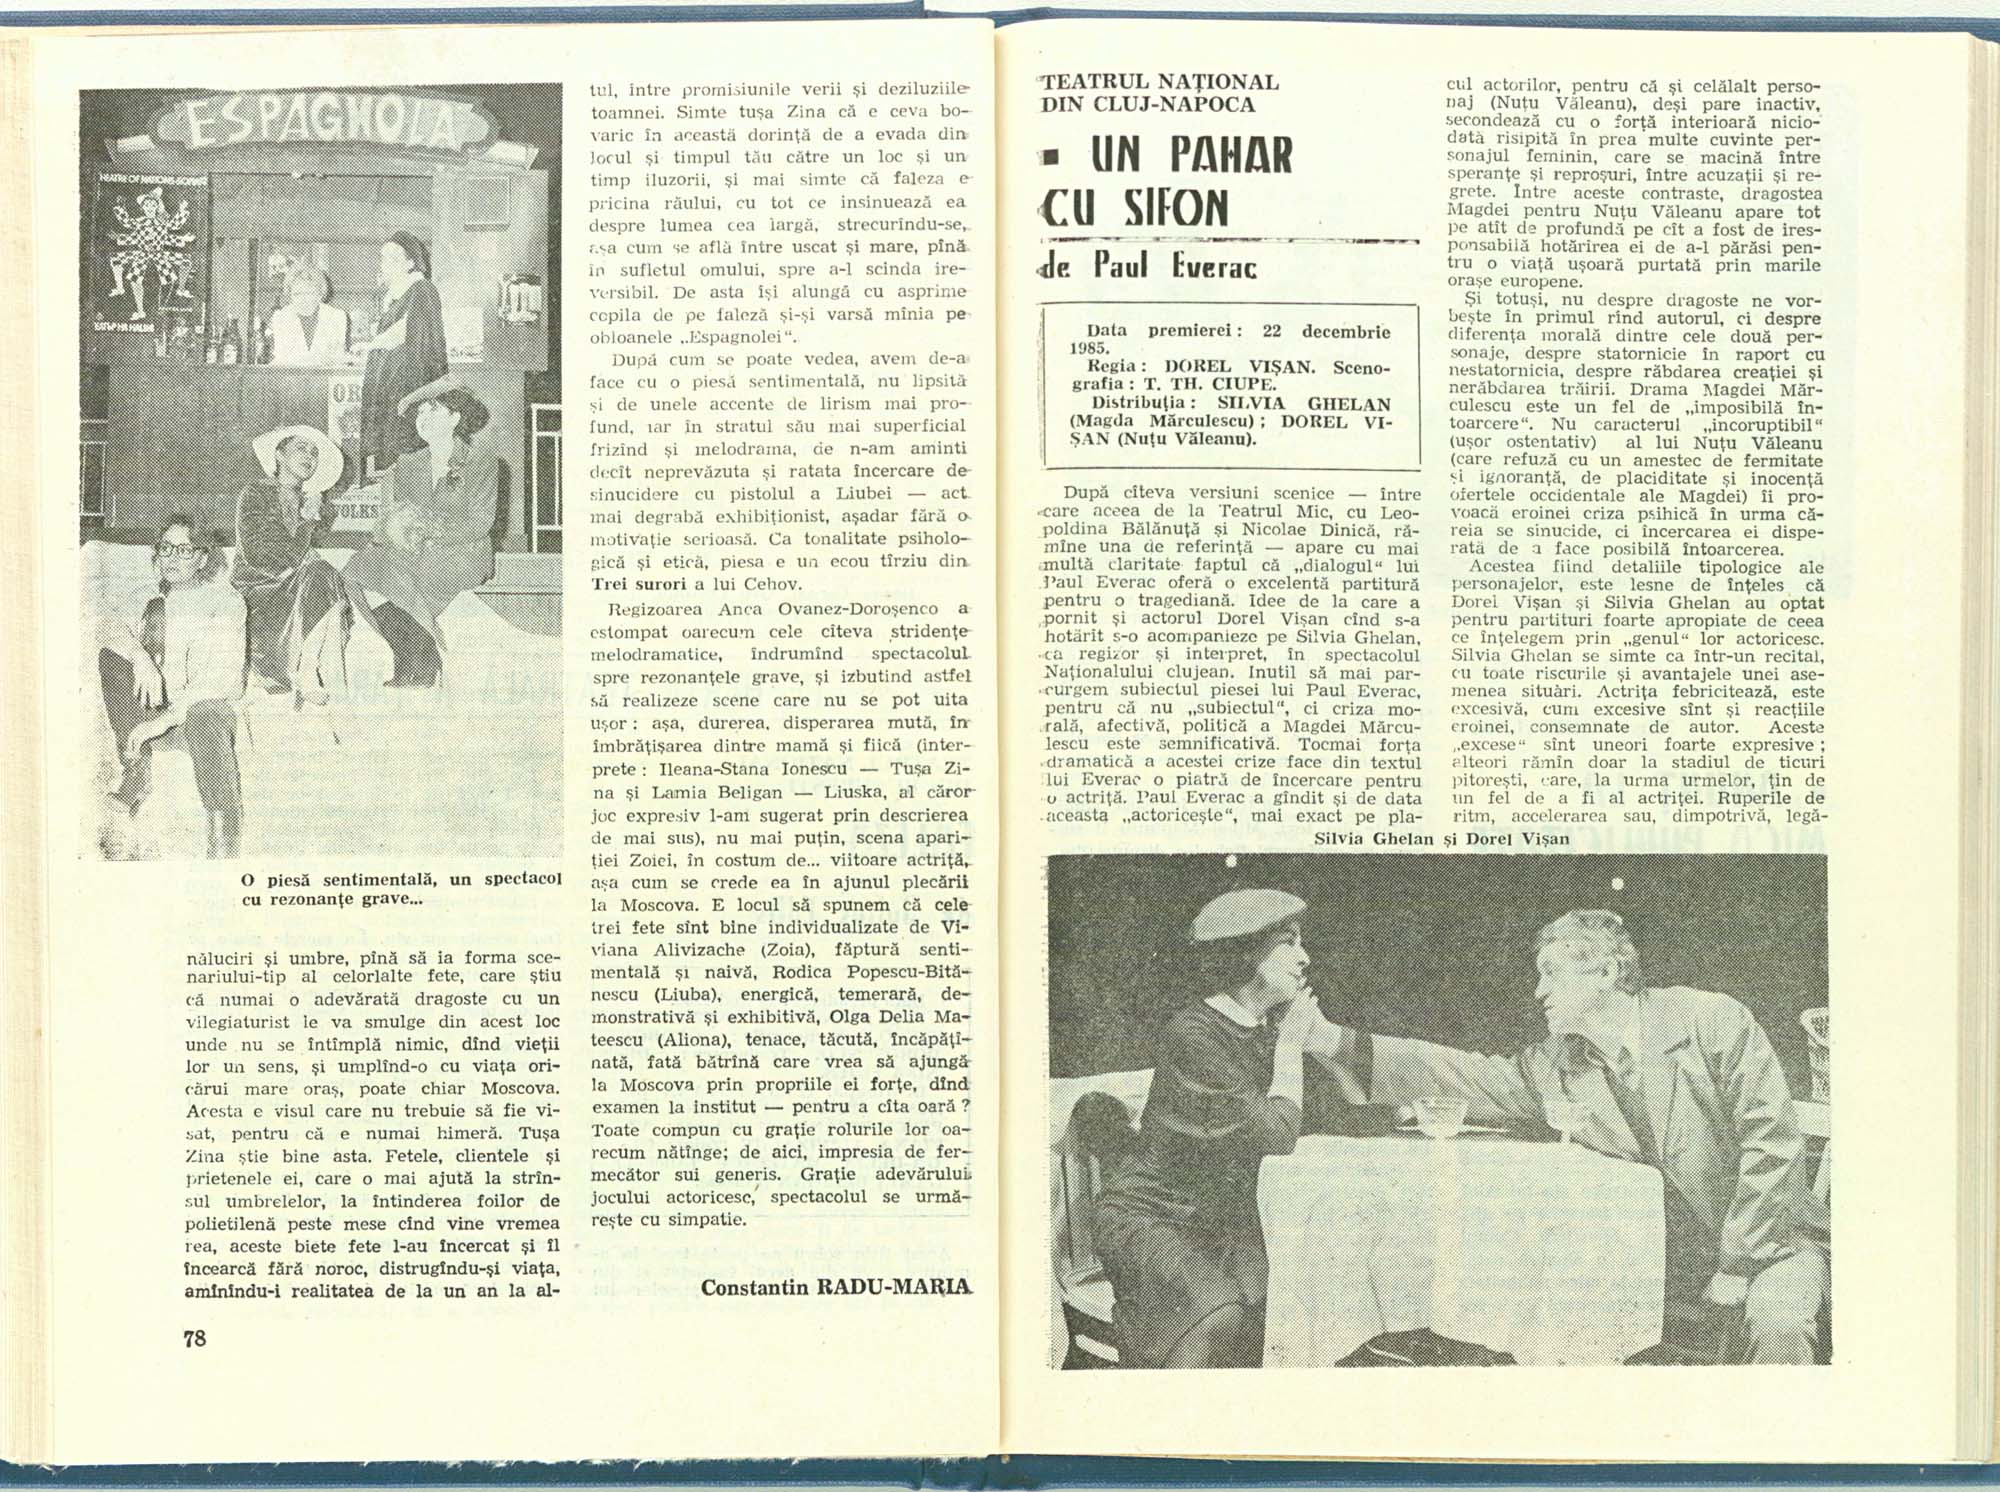 ESPAGNOLA
THEATRE OF NATIONS-SOFIA
ТЕАТЪР НА НАЦИИ
OR
VOLKS
O piesă sentimentală, un spectacol
cu rezonanțe grave...
năluciri și umbre, pînă să ia forma sce-
nariului-tip al celorlalte fete, care știu
că numai o adevărată dragoste cu un
vilegiaturist le va smulge din acest loc
unde nu se întîmplă nimic, dînd vieții
lor un sens, și umplînd-o cu viața ori-
cărui mare oraș, poate chiar Moscova.
Acesta e visul care nu trebuie să fie vi-
sat, pentru că e numai himeră. Tușa
Zina știe bine asta. Fetele, clientele și
prietenele ei, care o mai ajută la strîn-
sul umbrelelor, la întinderea foilor de
polietilenă peste mese cînd vine vremea
rea, aceste biete fete l-au încercat și îl
încearcă fără noroc, distrugîndu-și viața,
amînîndu-i realitatea de la un an la al-
78
tul, între promisiunile verii și deziluziile
toamnei. Simte tușa Zina că e ceva bo-
varic în această dorință de a evada din
locul și timpul tău către un loc și un
timp iluzorii, și mai simte că faleza e
pricina răului, cu tot ce insinuează ea
despre lumea cea largă, strecurîndu-se,
așa cum se află între uscat și mare, pînă
în sufletul omului, spre a-l scinda ire-
versibil. De asta își alungă cu asprime
copila de pe faleză și-și varsă mînia pe
obloanele „Espagnolei“.
După cum se poate vedea, avem de-a
face cu o piesă sentimentală, nu lipsită
și de unele accente de lirism mai pro-
fund, iar în stratul său mai superficial
frizînd și melodrama, de n-am aminti
decît neprevăzuta și ratata încercare de
sinucidere cu pistolul a Liubei — act
mai degrabă exhibiționist, așadar fără o
motivație serioasă. Ca tonalitate psiholo-
gică și etică, piesa e un ecou tîrziu din
Trei surori a lui Cehov.
Regizoarea Anca Ovanez-Doroșenco a
estompat oarecum cele cîteva stridențe
melodramatice, îndrumînd spectacolul
spre rezonanțele grave, și izbutind astfel
să realizeze scene care nu se pot uita
ușor : așa, durerea, disperarea mută, în
îmbrățișarea dintre mamă și fiică (inter-
prete : Ileana-Stana Ionescu — Tușa Zi-
na și Lamia Beligan — Liuska, al căror
joc expresiv l-am sugerat prin descrierea
de mai sus), nu mai puțin, scena apari-
ției Zoiei, în costum de... viitoare actriță,
așa cum se crede ea în ajunul plecării
la Moscova. E locul să spunem că cele
trei fete sînt bine individualizate de Vi-
viana Alivizache (Zoia), făptură senti-
mentală și naivă, Rodica Popescu-Bită-
nescu (Liuba), energică, temerară, de-
monstrativă și exhibitivă, Olga Delia Ma-
teescu (Aliona), tenace, tăcută, încăpățî-
nată, fată bătrînă care vrea să ajungă
la Moscova prin propriile ei forțe, dînd
examen la institut — pentru a cîta oară ?
Toate compun cu grație rolurile lor oa-
recum nătînge; de aici, impresia de fer-
mecător sui generis. Grație adevărului
jocului actoricesc, spectacolul se urmă-
rește cu simpatie.
Constantin RADU-MARIA
TEATRUL NAȚIONAL
DIN CLUJ-NAPOCA
▪ UN PAHAR
CU SIFON
de Paul Everac
Data premierei : 22 decembrie
1985.
Regia : DOREL VIȘAN. Sceno-
grafia : T. TH. CIUPE.
Distribuția : SILVIA GHELAN
(Magda Mărculescu) ; DOREL VI-
ȘAN (Nuțu Văleanu).
După cîteva versiuni scenice — între
care aceea de la Teatrul Mic, cu Leo-
poldina Bălănuță și Nicolae Dinică, ră-
mîne una de referință — apare cu mai
multă claritate faptul că „dialogul“ lui
Paul Everac oferă o excelentă partitură
pentru o tragediană. Idee de la care a
pornit și actorul Dorel Vișan cînd s-a
hotărît s-o acompanieze pe Silvia Ghelan,
ca regizor și interpret, în spectacolul
Naționalului clujean. Inutil să mai par-
curgem subiectul piesei lui Paul Everac,
pentru că nu „subiectul“, ci criza mo-
rală, afectivă, politică a Magdei Mărcu-
lescu este semnificativă. Tocmai forța
dramatică a acestei crize face din textul
lui Everac o piatră de încercare pentru
o actriță. Paul Everac a gîndit și de data
aceasta „actoricește“, mai exact pe pla-
cul actorilor, pentru că și celălalt perso-
naj (Nuțu Văleanu), deși pare inactiv,
secondează cu o forță interioară nicio-
dată risipită în prea multe cuvinte per-
sonajul feminin, care se macină între
speranțe și reproșuri, între acuzații și re-
grete. Între aceste contraste, dragostea
Magdei pentru Nuțu Văleanu apare tot
pe atît de profundă pe cît a fost de ires-
ponsabilă hotărîrea ei de a-l părăsi pen-
tru o viață ușoară purtată prin marile
orașe europene.
Și totuși, nu despre dragoste ne vor-
bește în primul rînd autorul, ci despre
diferența morală dintre cele două per-
sonaje, despre statornicie în raport cu
nestatornicia, despre răbdarea creației și
nerăbdarea trăirii. Drama Magdei Măr-
culescu este un fel de „imposibilă în-
toarcere“. Nu caracterul „incoruptibil“
(ușor ostentativ) al lui Nuțu Văleanu
(care refuză cu un amestec de fermitate
și ignoranță, de placiditate și inocență
ofertele occidentale ale Magdei) îi pro-
voacă eroinei criza psihică în urma că-
reia se sinucide, ci încercarea ei dispe-
rată de a face posibilă întoarcerea.
Acestea fiind detaliile tipologice ale
personajelor, este lesne de înțeles că
Dorel Vișan și Silvia Ghelan au optat
pentru partituri foarte apropiate de ceea
ce înțelegem prin „genul“ lor actoricesc.
Silvia Ghelan se simte ca într-un recital,
cu toate riscurile și avantajele unei ase-
menea situări. Actrița febricitează, este
excesivă, cum excesive sînt și reacțiile
eroinei, consemnate de autor. Aceste
„excese“ sînt uneori foarte expresive ;
alteori rămîn doar la stadiul de ticuri
pitorești, care, la urma urmelor, țin de
un fel de a fi al actriței. Ruperile de
ritm, accelerarea sau, dimpotrivă, legă-
Silvia Ghelan și Dorel Vișan